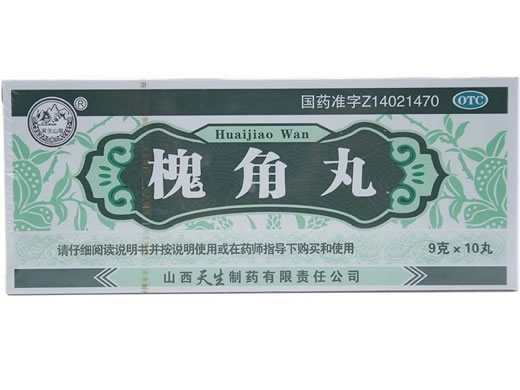 国药准字Z14021470 OTC
®
Huaijiao Wan
槐角丸
请仔细阅读说明书并按说明使用或在药师指导下购买和使用 9克×10丸
山西天生制药有限责任公司